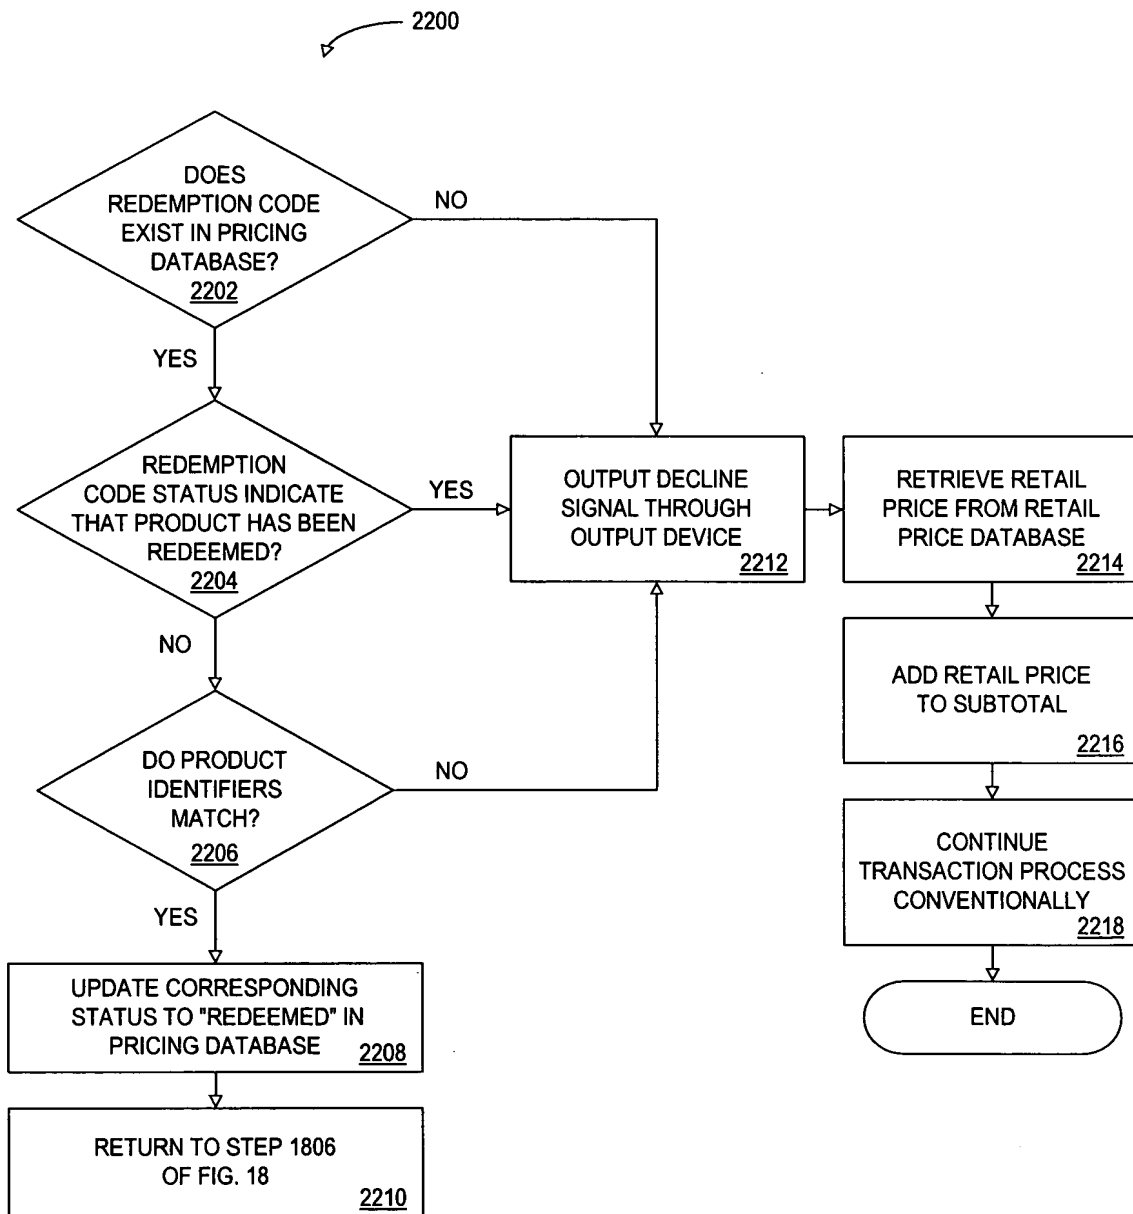 2200
DOES
REDEMPTION CODE
EXIST IN PRICING
DATABASE?
2202
NO
YES
REDEMPTION
CODE STATUS INDICATE
THAT PRODUCT HAS BEEN
REDEEMED?
2204
YES
NO
OUTPUT DECLINE
SIGNAL THROUGH
OUTPUT DEVICE
2212
RETRIEVE RETAIL
PRICE FROM RETAIL
PRICE DATABASE
2214
ADD RETAIL PRICE
TO SUBTOTAL
2216
DO PRODUCT
IDENTIFIERS
MATCH?
2206
NO
YES
CONTINUE
TRANSACTION PROCESS
CONVENTIONALLY
2218
END
UPDATE CORRESPONDING
STATUS TO "REDEEMED" IN
PRICING DATABASE
2208
RETURN TO STEP 1806
OF FIG. 18
2210